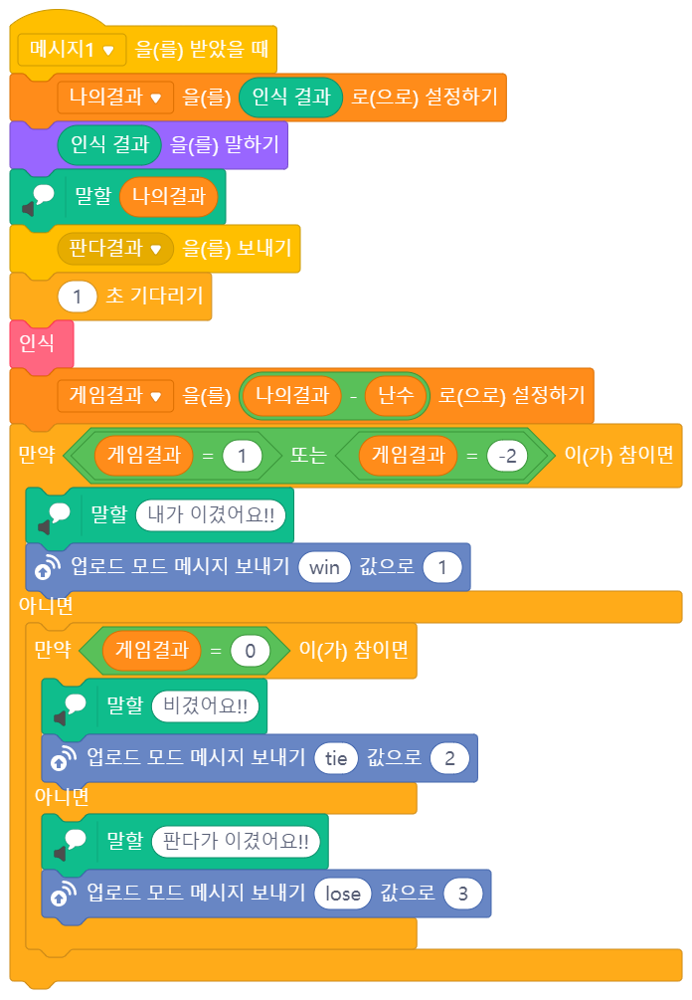 메시지1 을(를) 받았을 때
나의결과 을(를) 인식 결과 로(으로) 설정하기
인식 결과 을(를) 말하기
말할 나의결과
판다결과 을(를) 보내기
1 초 기다리기
인식
게임결과 을(를) 나의결과 - 난수 로(으로) 설정하기
만약 게임결과 = 1 또는 게임결과 = -2 이(가) 참이면
말할 내가 이겼어요!!
업로드 모드 메시지 보내기 win 값으로 1
아니면
만약 게임결과 = 0 이(가) 참이면
말할 비겼어요!!
업로드 모드 메시지 보내기 tie 값으로 2
아니면
말할 판다가 이겼어요!!
업로드 모드 메시지 보내기 lose 값으로 3